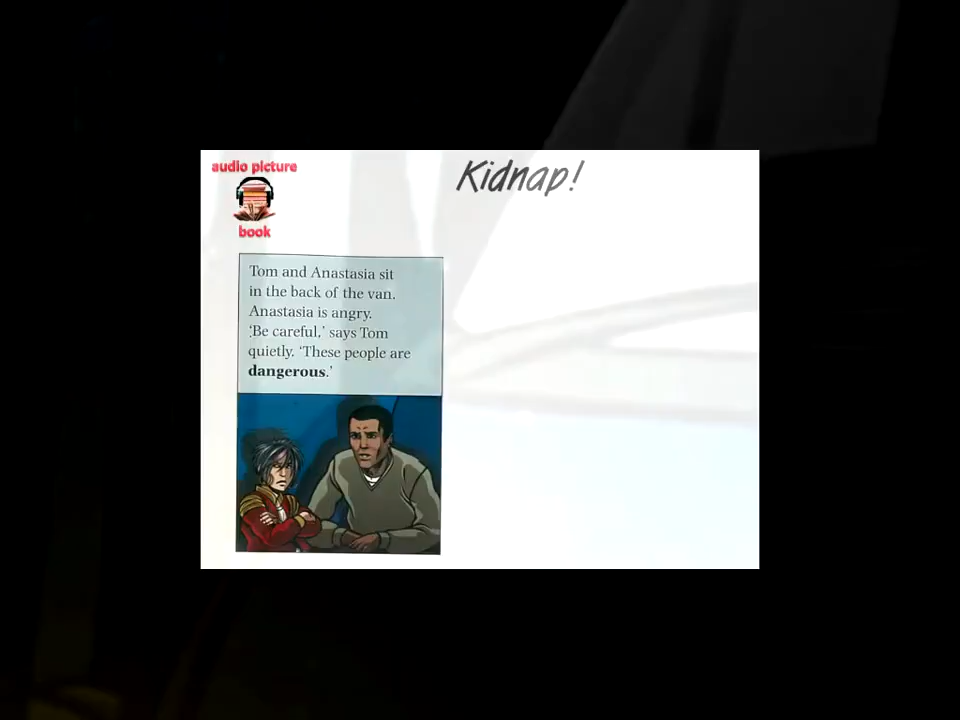 audio picture
book
Kidnap!
Tom and Anastasia sit
in the back of the van.
Anastasia is angry.
'Be careful,' says Tom
quietly. 'These people are
dangerous.'